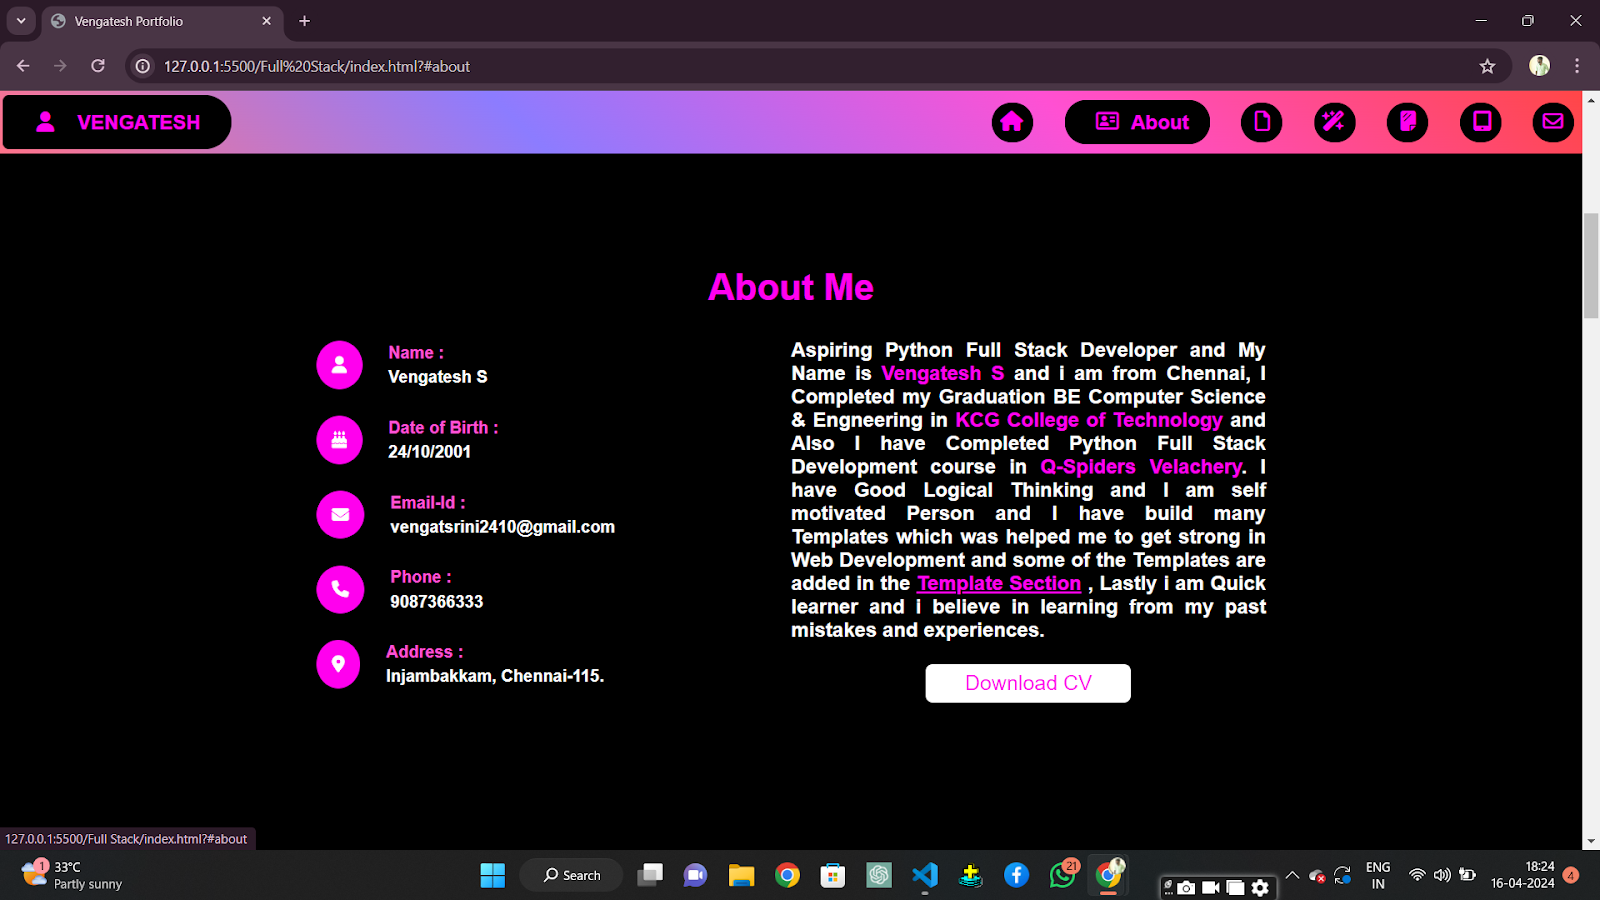 Vengatesh Portfolio
127.0.0.1:5500/Full%20Stack/index.html?#about
VENGATESH
About
About Me
Name :
Vengatesh S
Date of Birth :
24/10/2001
Email-Id :
vengatsrini2410@gmail.com
Phone :
9087366333
Address :
Injambakkam, Chennai-115.
Aspiring Python Full Stack Developer and My
Name is Vengatesh S and i am from Chennai, I
Completed my Graduation BE Computer Science
& Engneering in KCG College of Technology and
Also I have Completed Python Full Stack
Development course in Q-Spiders Velachery. I
have Good Logical Thinking and I am self
motivated Person and I have build many
Templates which was helped me to get strong in
Web Development and some of the Templates are
added in the Template Section , Lastly i am Quick
learner and i believe in learning from my past
mistakes and experiences.
Download CV
127.0.0.1:5500/Full Stack/index.html?#about
1
33°C
Partly sunny
Search
21
ENG
IN
18:24
16-04-2024
4